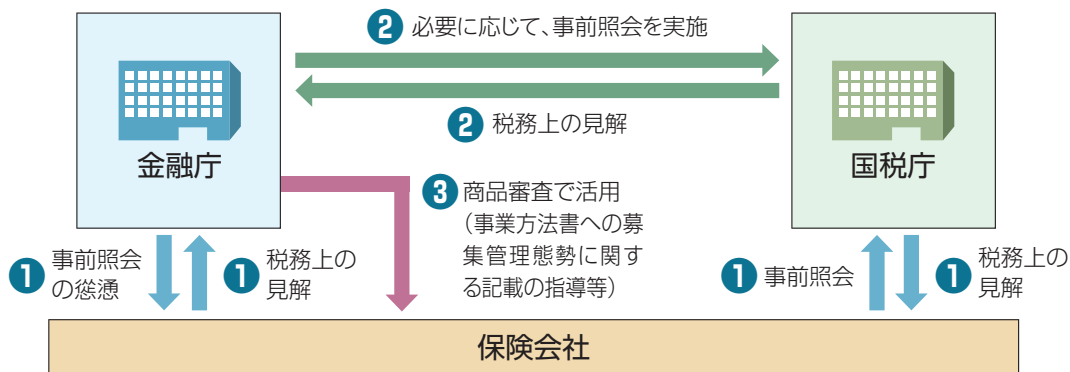 ❷ 必要に応じて、事前照会を実施
❷ 税務上の見解
金融庁
国税庁
❸ 商品審査で活用
（事業方法書への募
集管理態勢に関す
る記載の指導等）
❶ 事前照会
の慫慂
❶ 税務上の
見解
❶ 事前照会
❶ 税務上の
見解
保険会社